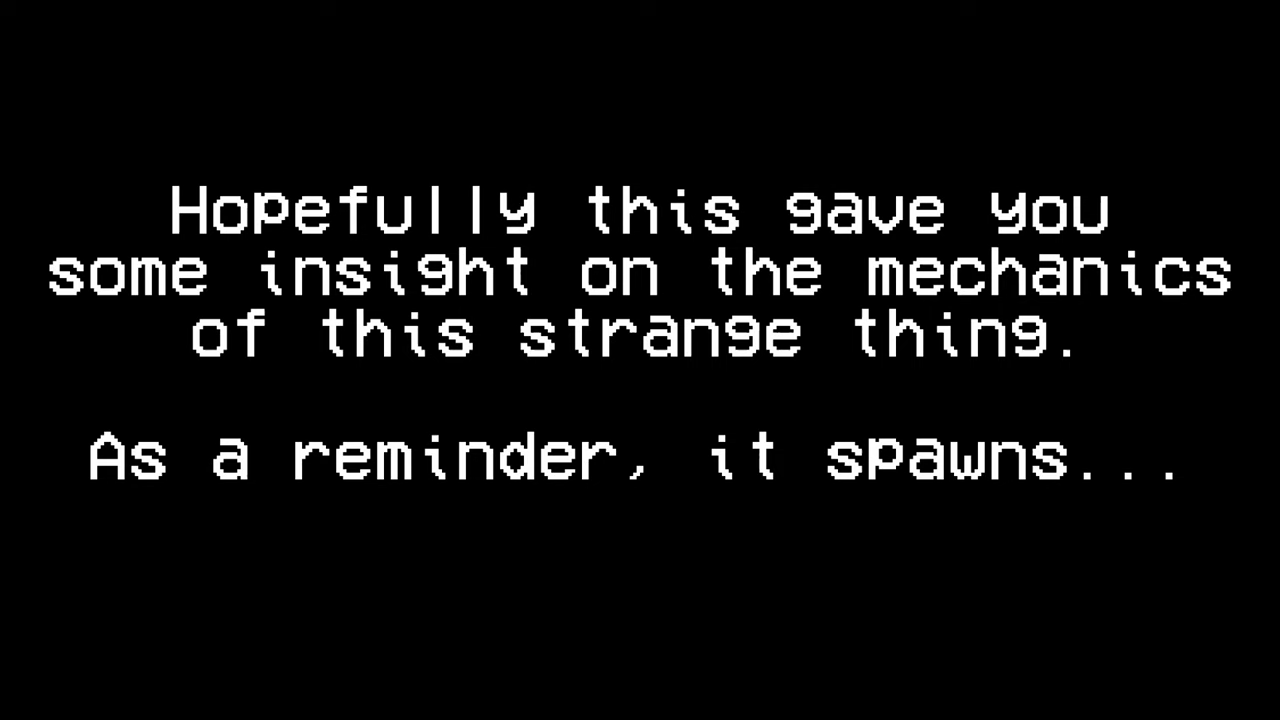 Hopefully this gave you
some insight on the mechanics
of this strange thing.
As a reminder, it spawns...